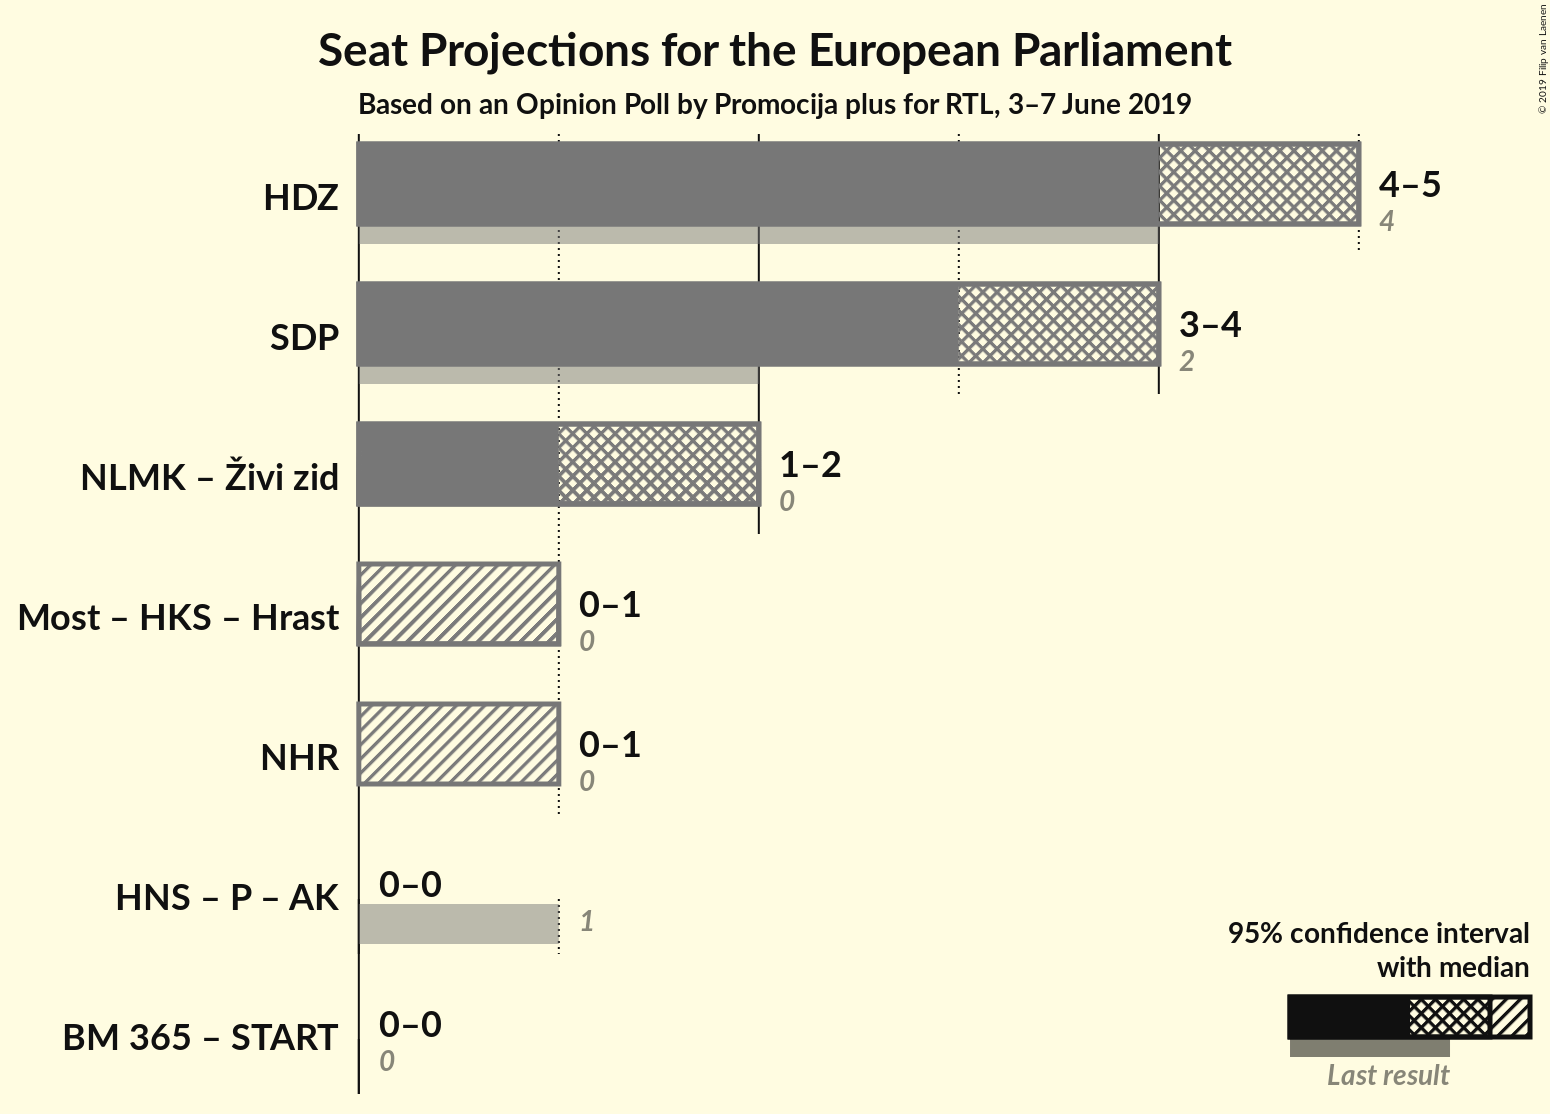 Seat Projections for the European Parliament
Based on an Opinion Poll by Promocija plus for RTL, 3–7 June 2019
© 2019 Filip van Laenen
HDZ
4–5
4
SDP
3–4
2
NLMK – Živi zid
1–2
0
Most – HKS – Hrast
0–1
0
NHR
0–1
0
HNS – P – AK
0–0
1
BM 365 – START
0–0
0
95% confidence interval
with median
Last result